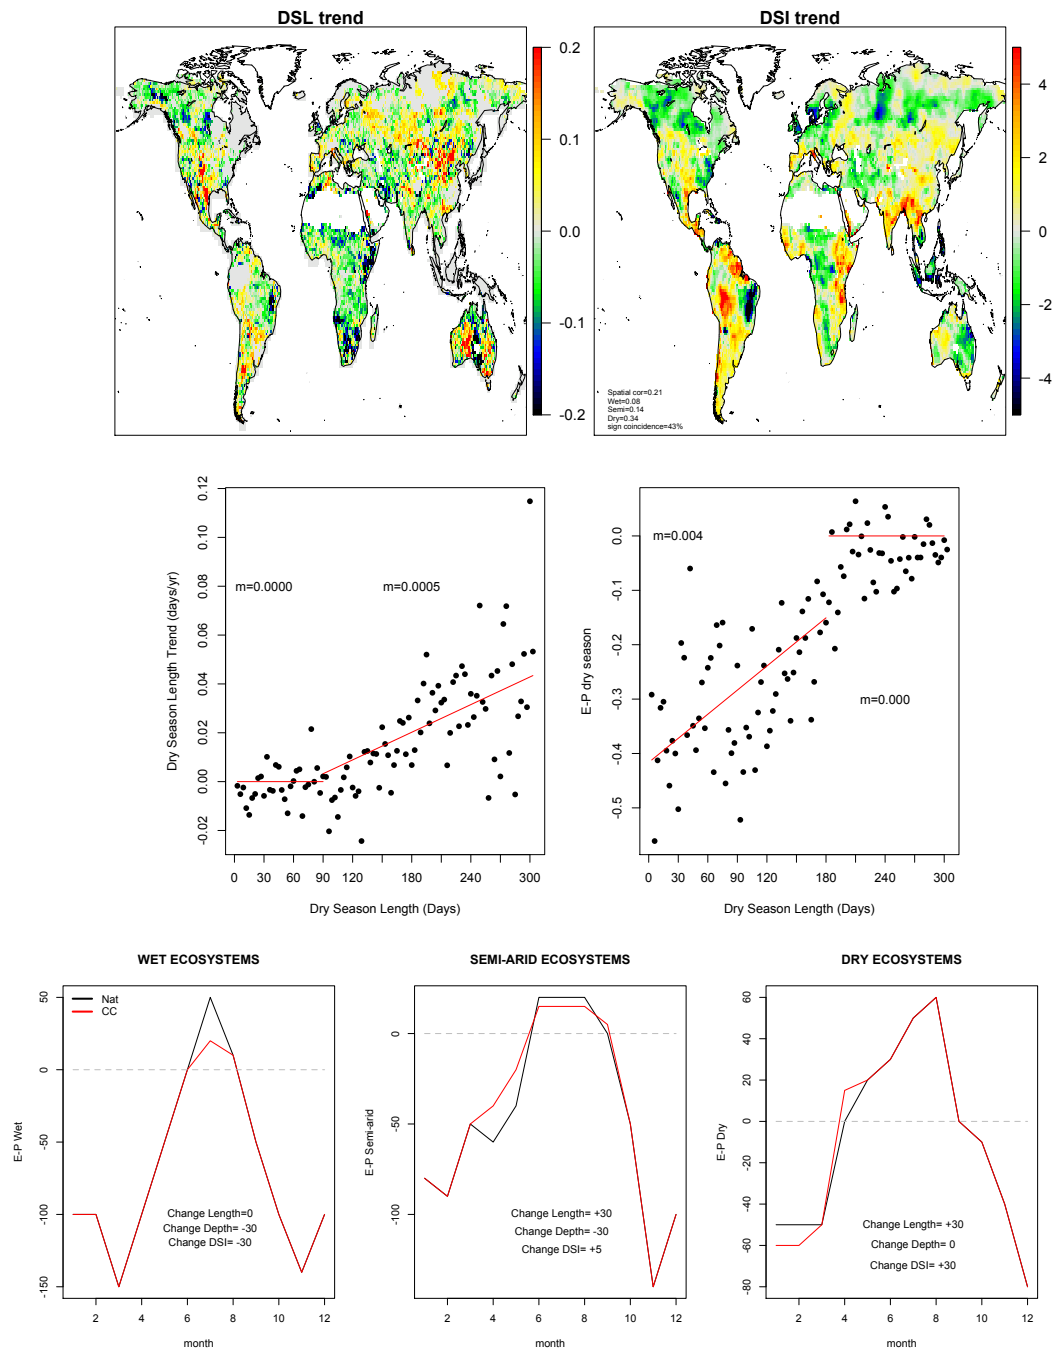 DSL trend
DSI trend
0.2
0.1
0.0
-0.1
-0.2
4
2
0
-2
-4
Spatial cor=0.21
Wet=0.08
Semi=0.14
Dry=0.34
sign coincidence=43%
Dry Season Length Trend (days/yr)
0.12
0.10
0.08
0.06
0.04
0.02
0.00
-0.02
m=0.0000
m=0.0005
0 30 60 90 120 180 240 300
Dry Season Length (Days)
E-P dry season
0.0
-0.1
-0.2
-0.3
-0.4
-0.5
m=0.004
m=0.000
0 30 60 90 120 180 240 300
Dry Season Length (Days)
WET ECOSYSTEMS
E-P Wet
50
0
-50
-100
-150
Nat
CC
Change Length=0
Change Depth= -30
Change DSI= -30
2 4 6 8 10 12
month
SEMI-ARID ECOSYSTEMS
E-P Semi-arid
0
-50
-100
Change Length= +30
Change Depth= -30
Change DSI= +5
2 4 6 8 10 12
month
DRY ECOSYSTEMS
E-P Dry
60
40
20
0
-20
-40
-60
-80
Change Length= +30
Change Depth= 0
Change DSI= +30
2 4 6 8 10 12
month